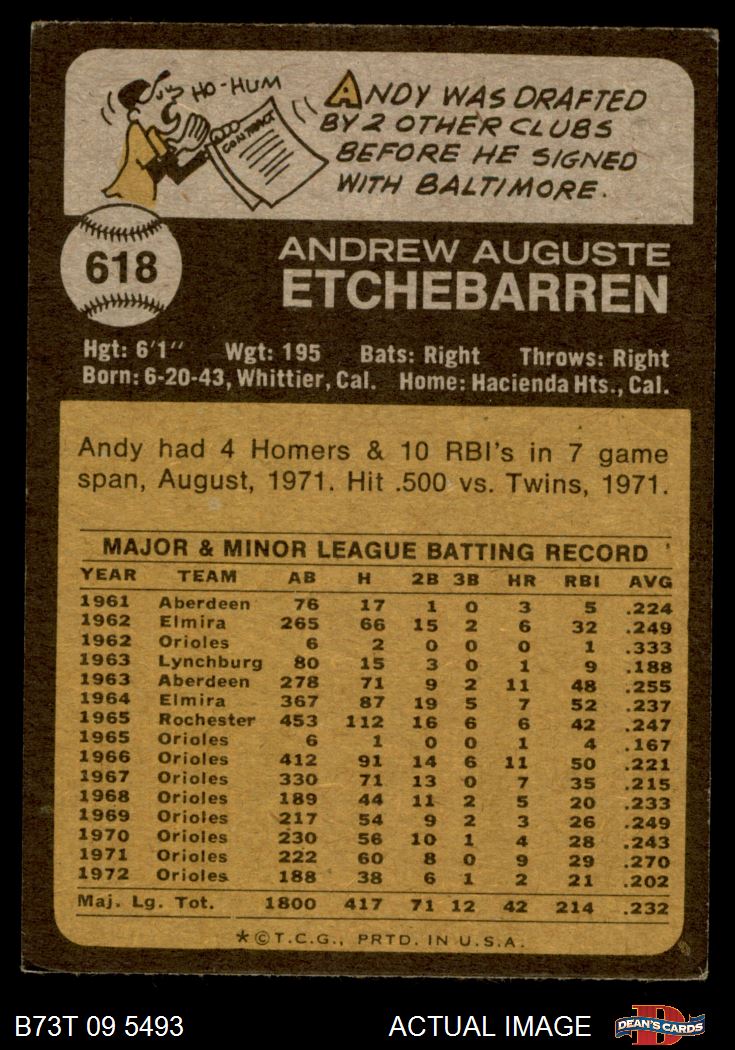 HO-HUM
CONTRACT
ANDY WAS DRAFTED
BY 2 OTHER CLUBS
BEFORE HE SIGNED
WITH BALTIMORE.
618
ANDREW AUGUSTE
ETCHEBARREN
Hgt: 6'1" Wgt: 195 Bats: Right Throws: Right
Born: 6-20-43, Whittier, Cal. Home: Hacienda Hts., Cal.
Andy had 4 Homers & 10 RBI's in 7 game
span, August, 1971. Hit .500 vs. Twins, 1971.
MAJOR & MINOR LEAGUE BATTING RECORD
YEAR TEAM AB H 2B 3B HR RBI AVG
1961 Aberdeen 76 17 1 0 3 5 .224
1962 Elmira 265 66 15 2 6 32 .249
1962 Orioles 6 2 0 0 0 1 .333
1963 Lynchburg 80 15 3 0 1 9 .188
1963 Aberdeen 278 71 9 2 11 48 .255
1964 Elmira 367 87 19 5 7 52 .237
1965 Rochester 453 112 16 6 6 42 .247
1965 Orioles 6 1 0 0 1 4 .167
1966 Orioles 412 91 14 6 11 50 .221
1967 Orioles 330 71 13 0 7 35 .215
1968 Orioles 189 44 11 2 5 20 .233
1969 Orioles 217 54 9 2 3 26 .249
1970 Orioles 230 56 10 1 4 28 .243
1971 Orioles 222 60 8 0 9 29 .270
1972 Orioles 188 38 6 1 2 21 .202
Maj. Lg. Tot. 1800 417 71 12 42 214 .232
*©T.C.G., PRTD. IN U.S.A.
B73T 09 5493 ACTUAL IMAGE
D
DEAN'S CARDS